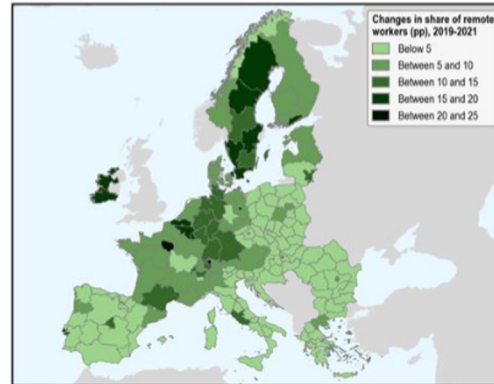 Changes in share of remote
workers (pp), 2019-2021
Below 5
Between 5 and 10
Between 10 and 15
Between 15 and 20
Between 20 and 25